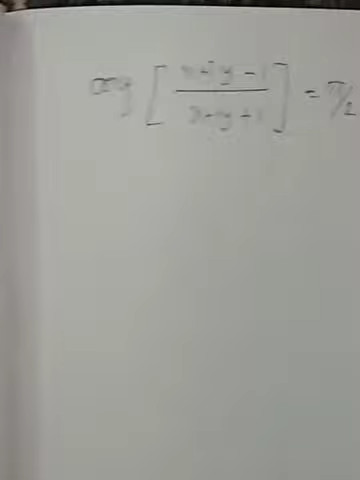 arg [ (x+iy-1) / (x+iy+1) ] = π/2